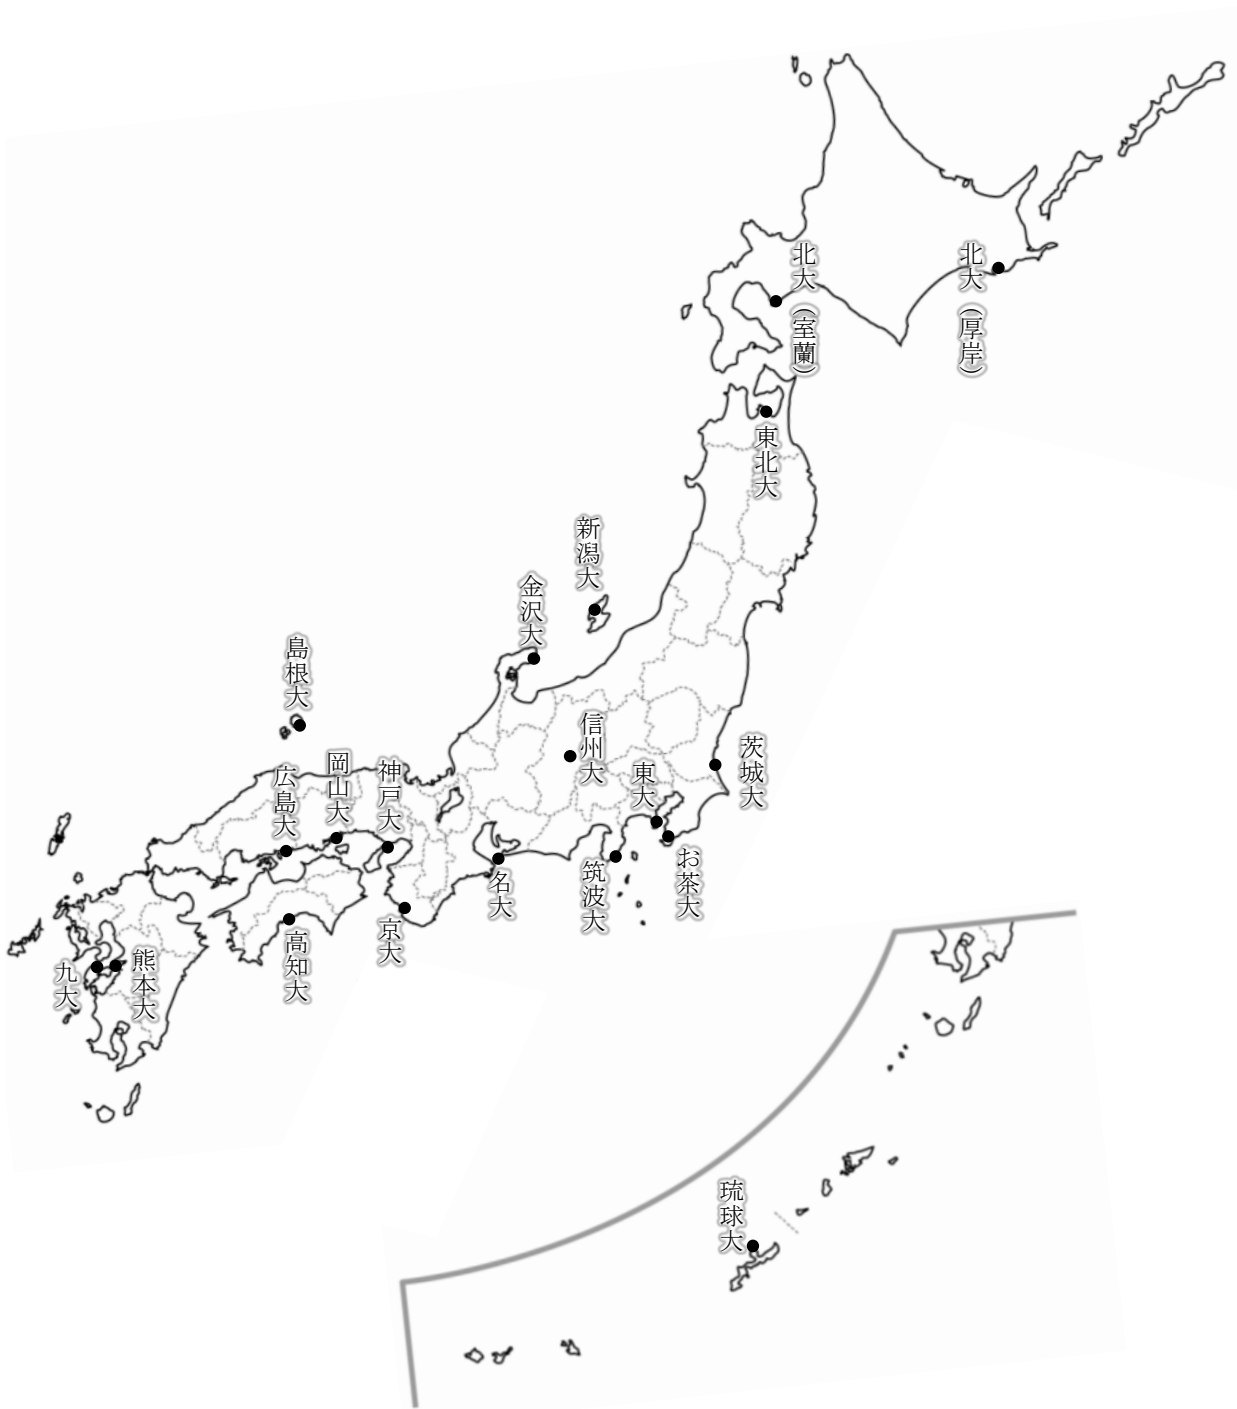 北大（室蘭）
北大（厚岸）
東北大
新潟大
金沢大
島根大
信州大
茨城大
東大
岡山大
神戸大
広島大
お茶大
筑波大
名大
京大
高知大
熊本大
九大
琉球大